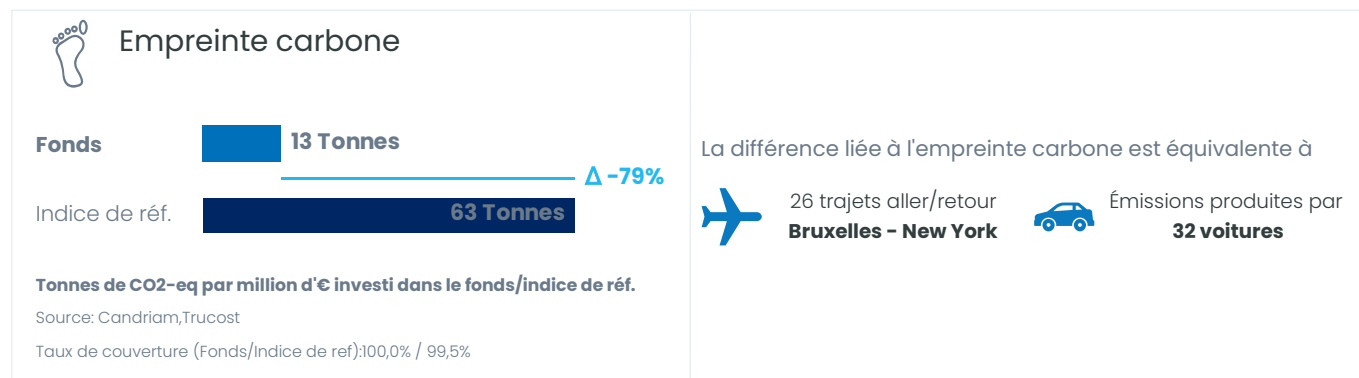 Empreinte carbone
Fonds
13 Tonnes
Δ -79%
Indice de réf.
63 Tonnes
Tonnes de CO2-eq par million d'€ investi dans le fonds/indice de réf.
Source: Candriam,Trucost
Taux de couverture (Fonds/Indice de ref):100,0% / 99,5%
La différence liée à l'empreinte carbone est équivalente à
26 trajets aller/retour
Bruxelles - New York
Émissions produites par
32 voitures